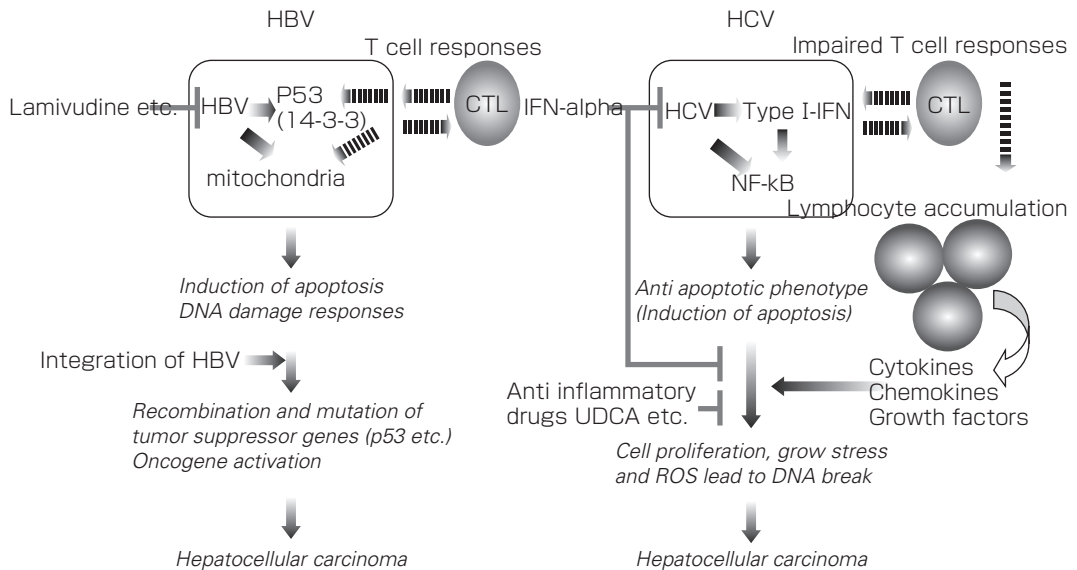 HBV
T cell responses
Lamivudine etc.
HBV
P53
(14-3-3)
CTL
mitochondria
Induction of apoptosis
DNA damage responses
Integration of HBV
Recombination and mutation of
tumor suppressor genes (p53 etc.)
Oncogene activation
Hepatocellular carcinoma
HCV
Impaired T cell responses
IFN-alpha
HCV
Type I-IFN
CTL
NF-kB
Lymphocyte accumulation
Anti apoptotic phenotype
(Induction of apoptosis)
Cytokines
Chemokines
Growth factors
Anti inflammatory
drugs UDCA etc.
Cell proliferation, grow stress
and ROS lead to DNA break
Hepatocellular carcinoma